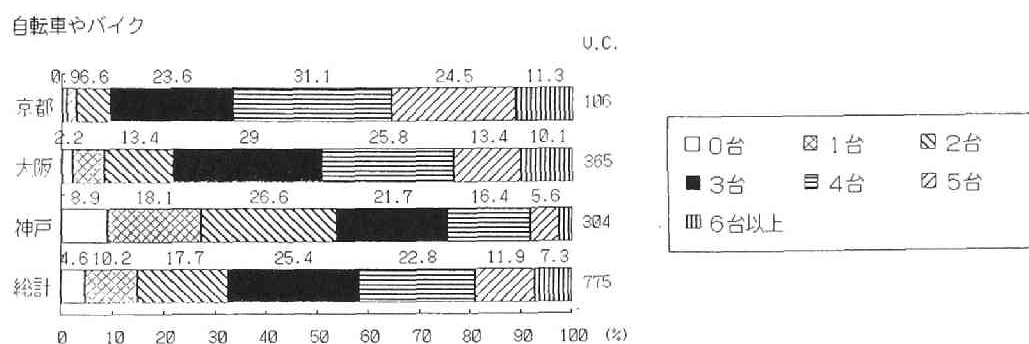 自転車やバイク
U.C.
0.9 6.6 23.6 31.1 24.5 11.3
京都 106
2.2 13.4 29 25.8 13.4 10.1
大阪 365
8.9 18.1 26.6 21.7 16.4 5.6
神戸 304
4.6 10.2 17.7 25.4 22.8 11.9 7.3
総計 775
0 10 20 30 40 50 60 70 80 90 100 (%)
0台 1台 2台
3台 4台 5台
6台以上